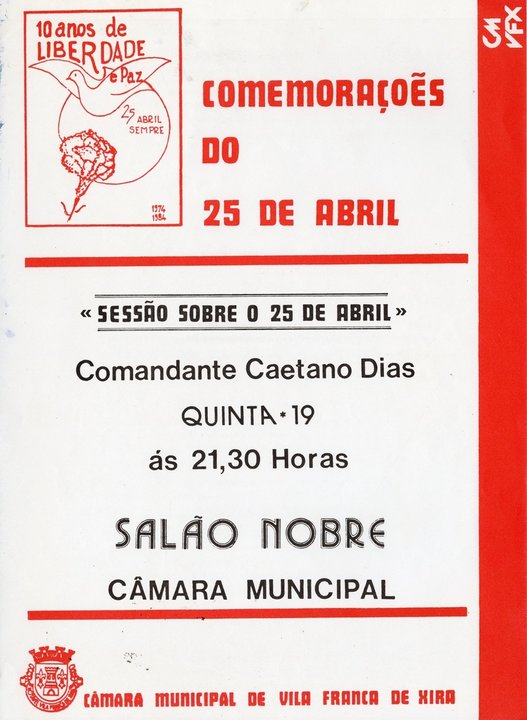 10 anos de
LIBERDADE
e Paz
25
ABRIL
SEMPRE
1974
1984
CM
VFX
COMEMORAÇOÊS
DO
25 DE ABRIL
« SESSÃO SOBRE O 25 DE ABRIL »
Comandante Caetano Dias
QUINTA • 19
ás 21,30 Horas
SALÃO NOBRE
CÂMARA MUNICIPAL
CÂMARA MUNICIPAL DE VILA FRANCA DE XIRA